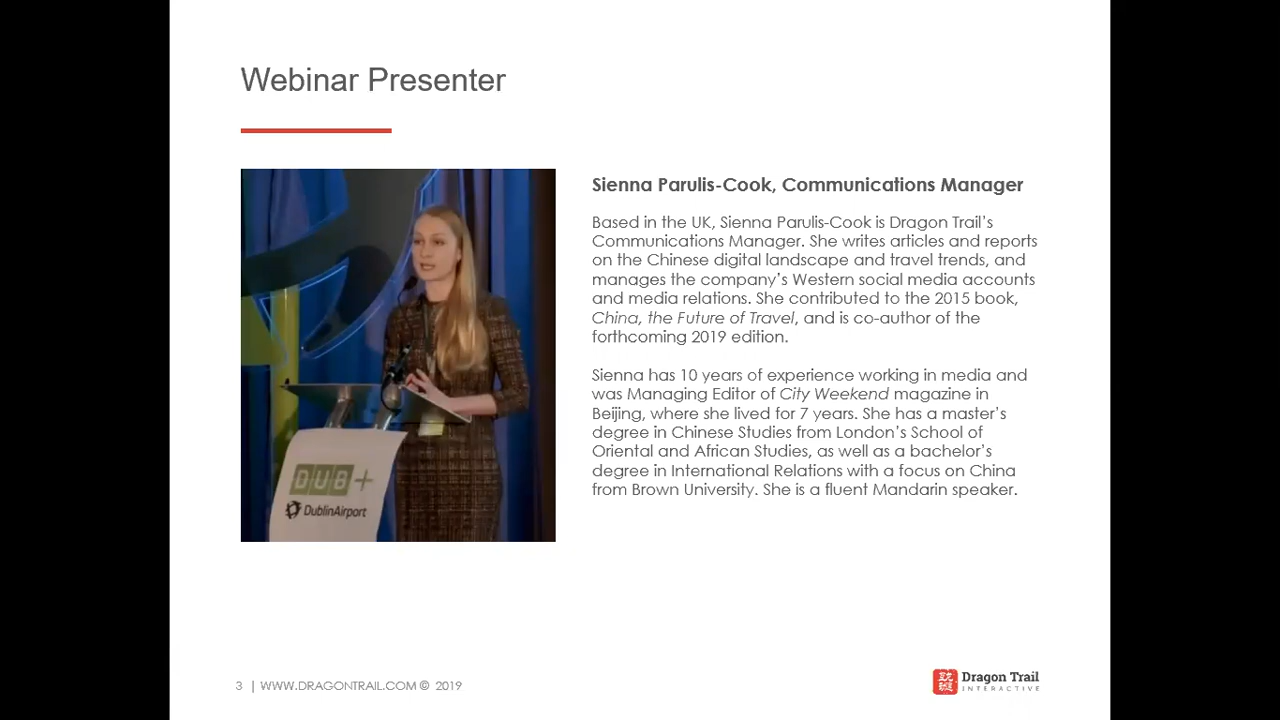 Webinar Presenter
Sienna Parulis-Cook, Communications Manager
Based in the UK, Sienna Parulis-Cook is Dragon Trail’s
Communications Manager. She writes articles and reports
on the Chinese digital landscape and travel trends, and
manages the company’s Western social media accounts
and media relations. She contributed to the 2015 book,
China, the Future of Travel, and is co-author of the
forthcoming 2019 edition.
Sienna has 10 years of experience working in media and
was Managing Editor of City Weekend magazine in
Beijing, where she lived for 7 years. She has a master’s
degree in Chinese Studies from London’s School of
Oriental and African Studies, as well as a bachelor’s
degree in International Relations with a focus on China
from Brown University. She is a fluent Mandarin speaker.
DUB+
DublinAirport
3 | WWW.DRAGONTRAIL.COM © 2019
Dragon Trail
INTERACTIVE